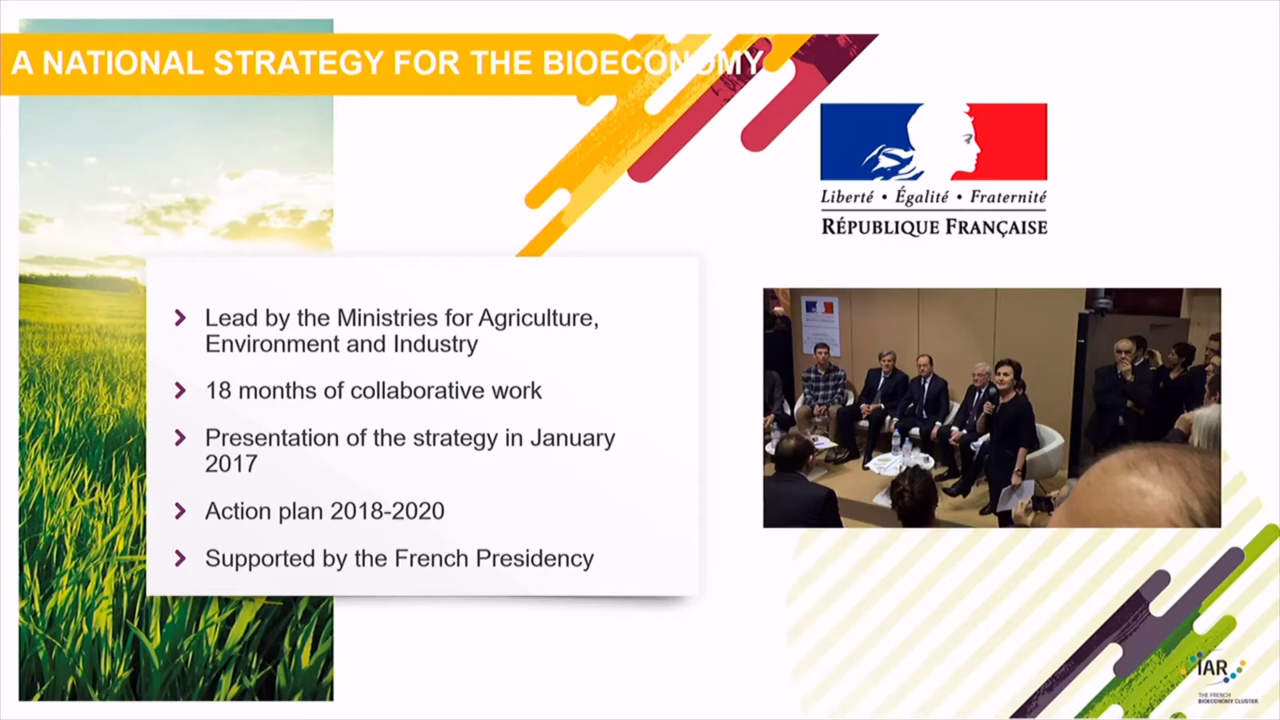 A NATIONAL STRATEGY FOR THE BIOECONOMY
Liberté • Égalité • Fraternité
RÉPUBLIQUE FRANÇAISE
Lead by the Ministries for Agriculture,
Environment and Industry
18 months of collaborative work
Presentation of the strategy in January
2017
Action plan 2018-2020
Supported by the French Presidency
IAR
THE FRENCH
BIOECONOMY CLUSTER